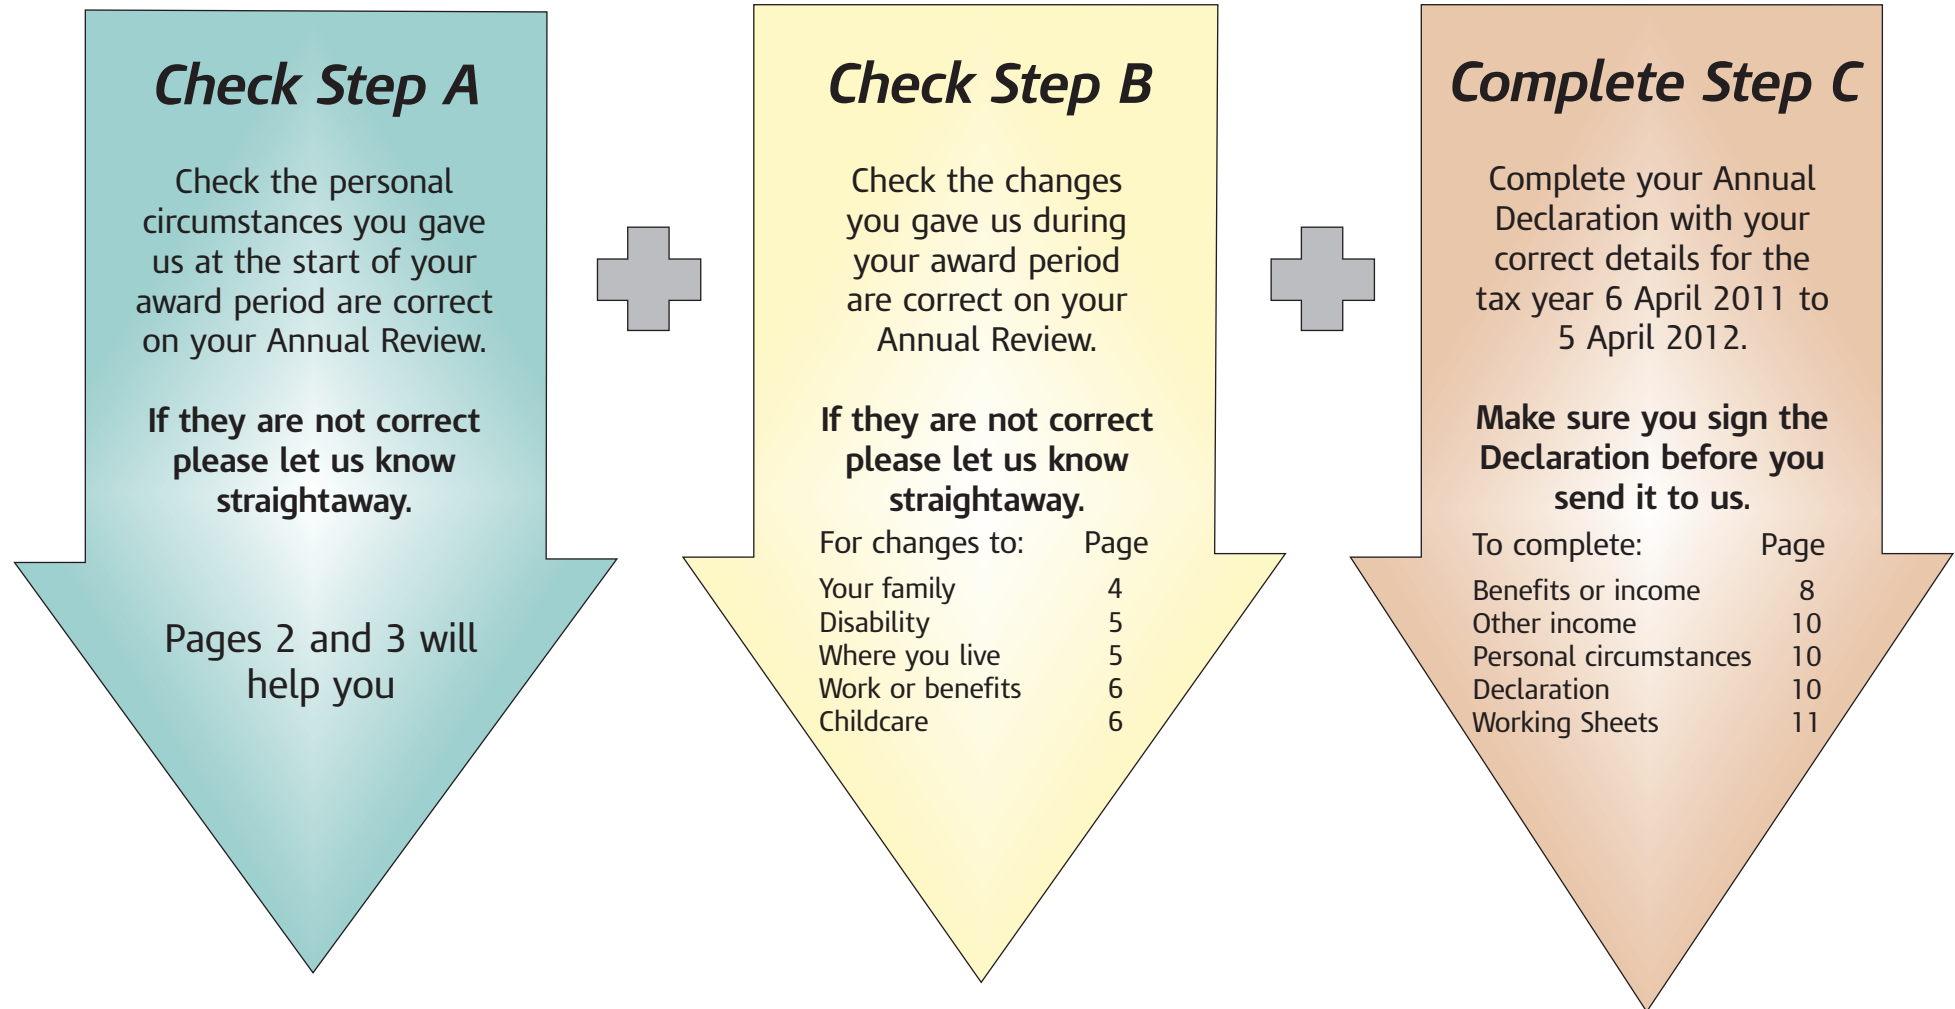 Check Step A
Check the personal
circumstances you gave
us at the start of your
award period are correct
on your Annual Review.
If they are not correct
please let us know
straightaway.
Pages 2 and 3 will
help you
Check Step B
Check the changes
you gave us during
your award period
are correct on your
Annual Review.
If they are not correct
please let us know
straightaway.
For changes to: Page
Your family 4
Disability 5
Where you live 5
Work or benefits 6
Childcare 6
Complete Step C
Complete your Annual
Declaration with your
correct details for the
tax year 6 April 2011 to
5 April 2012.
Make sure you sign the
Declaration before you
send it to us.
To complete: Page
Benefits or income 8
Other income 10
Personal circumstances 10
Declaration 10
Working Sheets 11